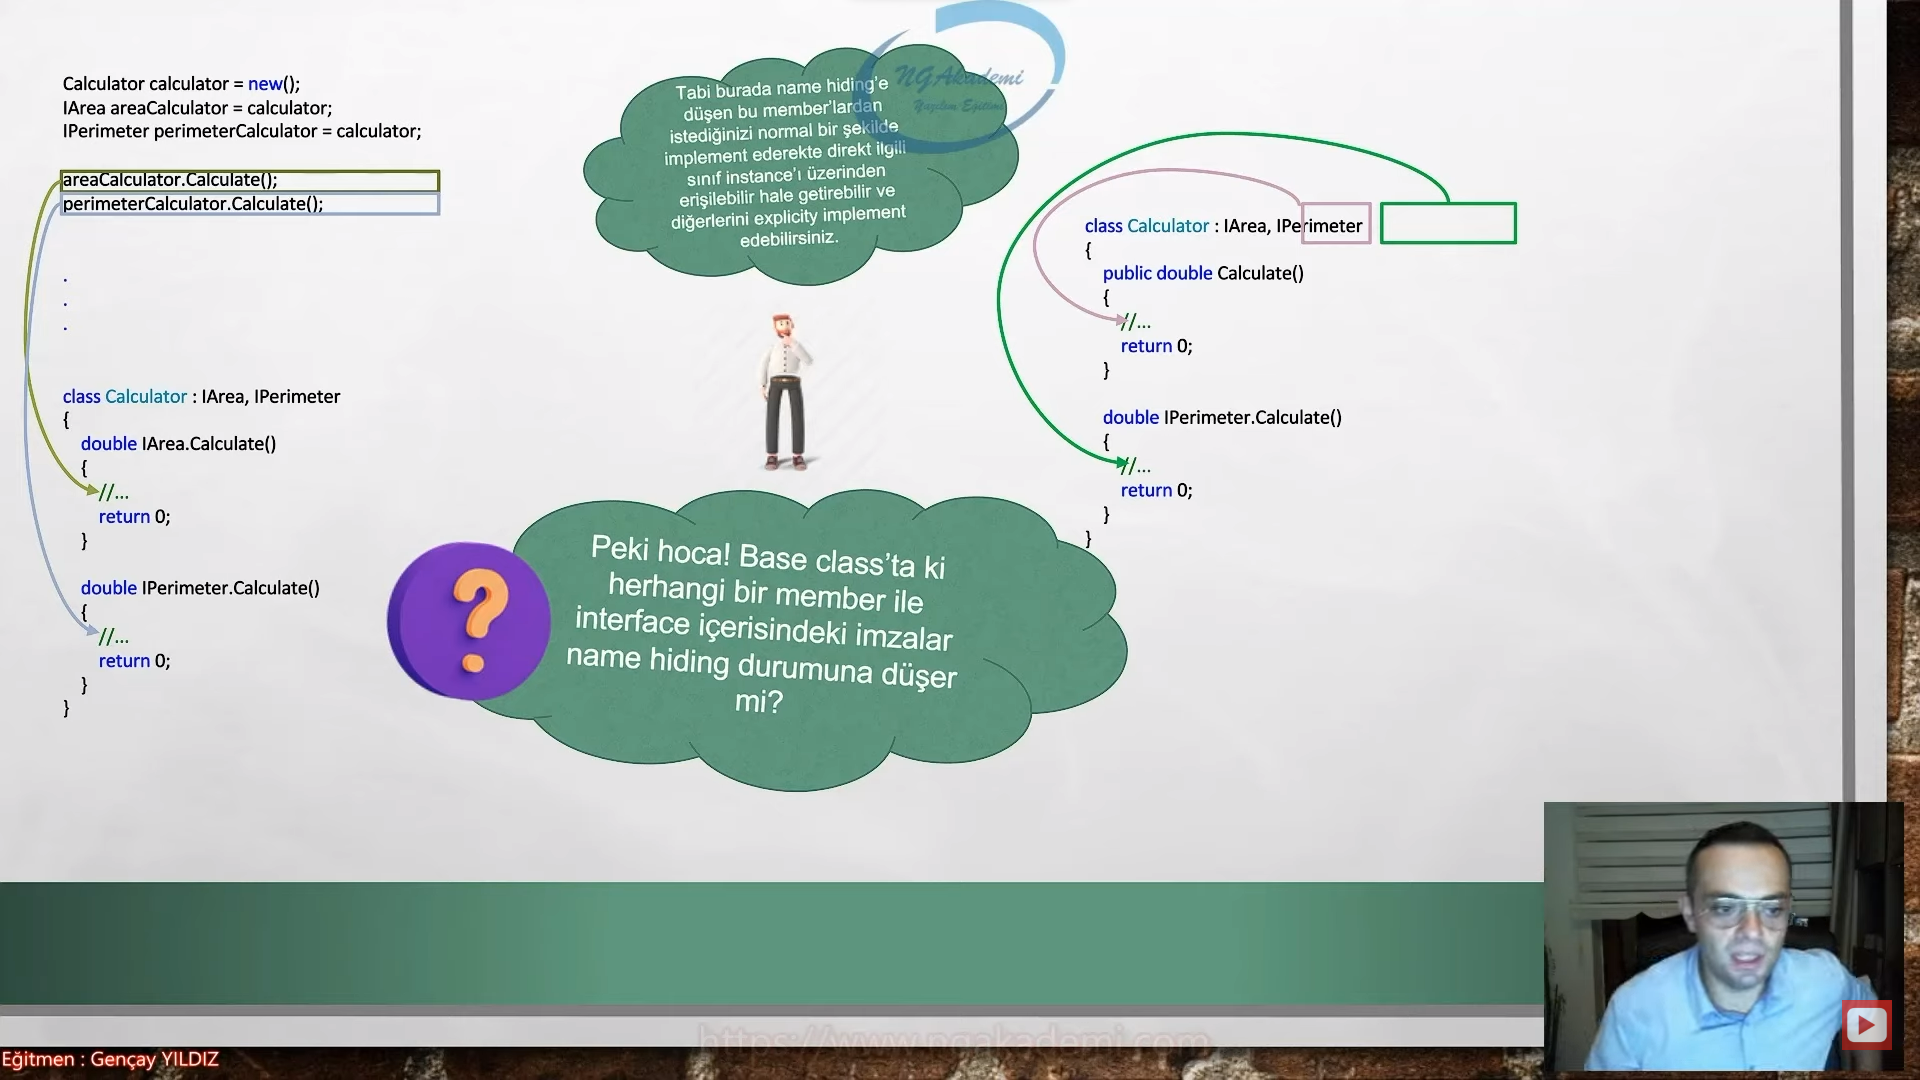 Calculator calculator = new();
IArea areaCalculator = calculator;
IPerimeter perimeterCalculator = calculator;
areaCalculator.Calculate();
perimeterCalculator.Calculate();
.
.
.
class Calculator : IArea, IPerimeter
{
double IArea.Calculate()
{
//...
return 0;
}
double IPerimeter.Calculate()
{
//...
return 0;
}
}
NGAkademi
Yazılım Eğitimi
Tabi burada name hiding'e
düşen bu member'lardan
istediğinizi normal bir şekilde
implement ederekte direkt ilgili
sınıf instance'ı üzerinden
erişilebilir hale getirebilir ve
diğerlerini explicity implement
edebilirsiniz.
?
Peki hoca! Base class'ta ki
herhangi bir member ile
interface içerisindeki imzalar
name hiding durumuna düşer
mi?
class Calculator : IArea, IPerimeter
{
public double Calculate()
{
//...
return 0;
}
double IPerimeter.Calculate()
{
//...
return 0;
}
}
https://www.ngakademi.com
Eğitmen : Gençay YILDIZ